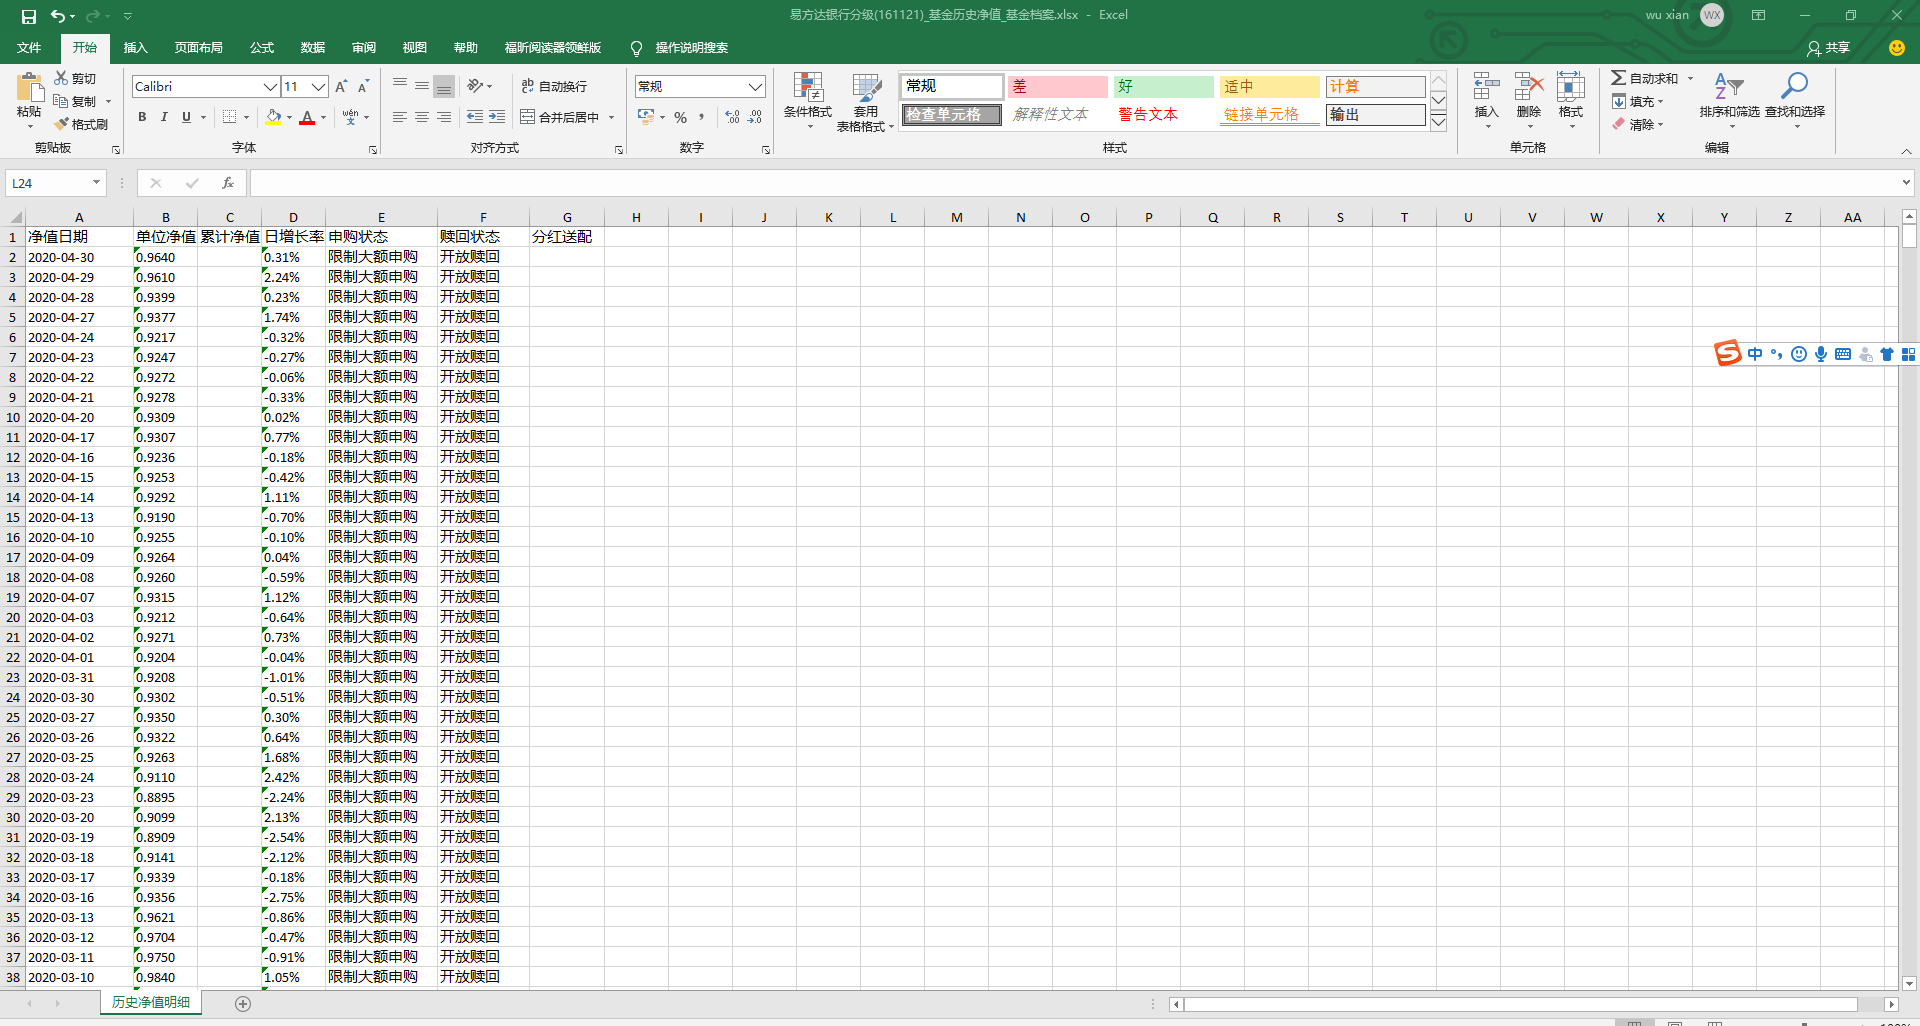 易方达银行分级(161121)_基金历史净值_基金档案.xlsx - Excel
wu xian WX
文件 开始 插入 页面布局 公式 数据 审阅 视图 帮助 福昕阅读器领鲜版 操作说明搜索 共享
粘贴 剪切 复制 格式刷 剪贴板
Calibri 11 A A B I U A wén 字体
自动换行 合并后居中 对齐方式
常规 % 数字
条件格式 套用表格格式
常规 差 好 适中 计算
检查单元格 解释性文本 警告文本 链接单元格 输出
样式
插入 删除 格式 单元格
自动求和 填充 清除 排序和筛选 查找和选择 编辑
L24 fx
A B C D E F G H I J K L M N O P Q R S T U V W X Y Z AA
1 净值日期 单位净值 累计净值 日增长率 申购状态 赎回状态 分红送配
2 2020-04-30 0.9640 0.31% 限制大额申购 开放赎回
3 2020-04-29 0.9610 2.24% 限制大额申购 开放赎回
4 2020-04-28 0.9399 0.23% 限制大额申购 开放赎回
5 2020-04-27 0.9377 1.74% 限制大额申购 开放赎回
6 2020-04-24 0.9217 -0.32% 限制大额申购 开放赎回
7 2020-04-23 0.9247 -0.27% 限制大额申购 开放赎回
8 2020-04-22 0.9272 -0.06% 限制大额申购 开放赎回
9 2020-04-21 0.9278 -0.33% 限制大额申购 开放赎回
10 2020-04-20 0.9309 0.02% 限制大额申购 开放赎回
11 2020-04-17 0.9307 0.77% 限制大额申购 开放赎回
12 2020-04-16 0.9236 -0.18% 限制大额申购 开放赎回
13 2020-04-15 0.9253 -0.42% 限制大额申购 开放赎回
14 2020-04-14 0.9292 1.11% 限制大额申购 开放赎回
15 2020-04-13 0.9190 -0.70% 限制大额申购 开放赎回
16 2020-04-10 0.9255 -0.10% 限制大额申购 开放赎回
17 2020-04-09 0.9264 0.04% 限制大额申购 开放赎回
18 2020-04-08 0.9260 -0.59% 限制大额申购 开放赎回
19 2020-04-07 0.9315 1.12% 限制大额申购 开放赎回
20 2020-04-03 0.9212 -0.64% 限制大额申购 开放赎回
21 2020-04-02 0.9271 0.73% 限制大额申购 开放赎回
22 2020-04-01 0.9204 -0.04% 限制大额申购 开放赎回
23 2020-03-31 0.9208 -1.01% 限制大额申购 开放赎回
24 2020-03-30 0.9302 -0.51% 限制大额申购 开放赎回
25 2020-03-27 0.9350 0.30% 限制大额申购 开放赎回
26 2020-03-26 0.9322 0.64% 限制大额申购 开放赎回
27 2020-03-25 0.9263 1.68% 限制大额申购 开放赎回
28 2020-03-24 0.9110 2.42% 限制大额申购 开放赎回
29 2020-03-23 0.8895 -2.24% 限制大额申购 开放赎回
30 2020-03-20 0.9099 2.13% 限制大额申购 开放赎回
31 2020-03-19 0.8909 -2.54% 限制大额申购 开放赎回
32 2020-03-18 0.9141 -2.12% 限制大额申购 开放赎回
33 2020-03-17 0.9339 -0.18% 限制大额申购 开放赎回
34 2020-03-16 0.9356 -2.75% 限制大额申购 开放赎回
35 2020-03-13 0.9621 -0.86% 限制大额申购 开放赎回
36 2020-03-12 0.9704 -0.47% 限制大额申购 开放赎回
37 2020-03-11 0.9750 -0.91% 限制大额申购 开放赎回
38 2020-03-10 0.9840 1.05% 限制大额申购 开放赎回
中
历史净值明细